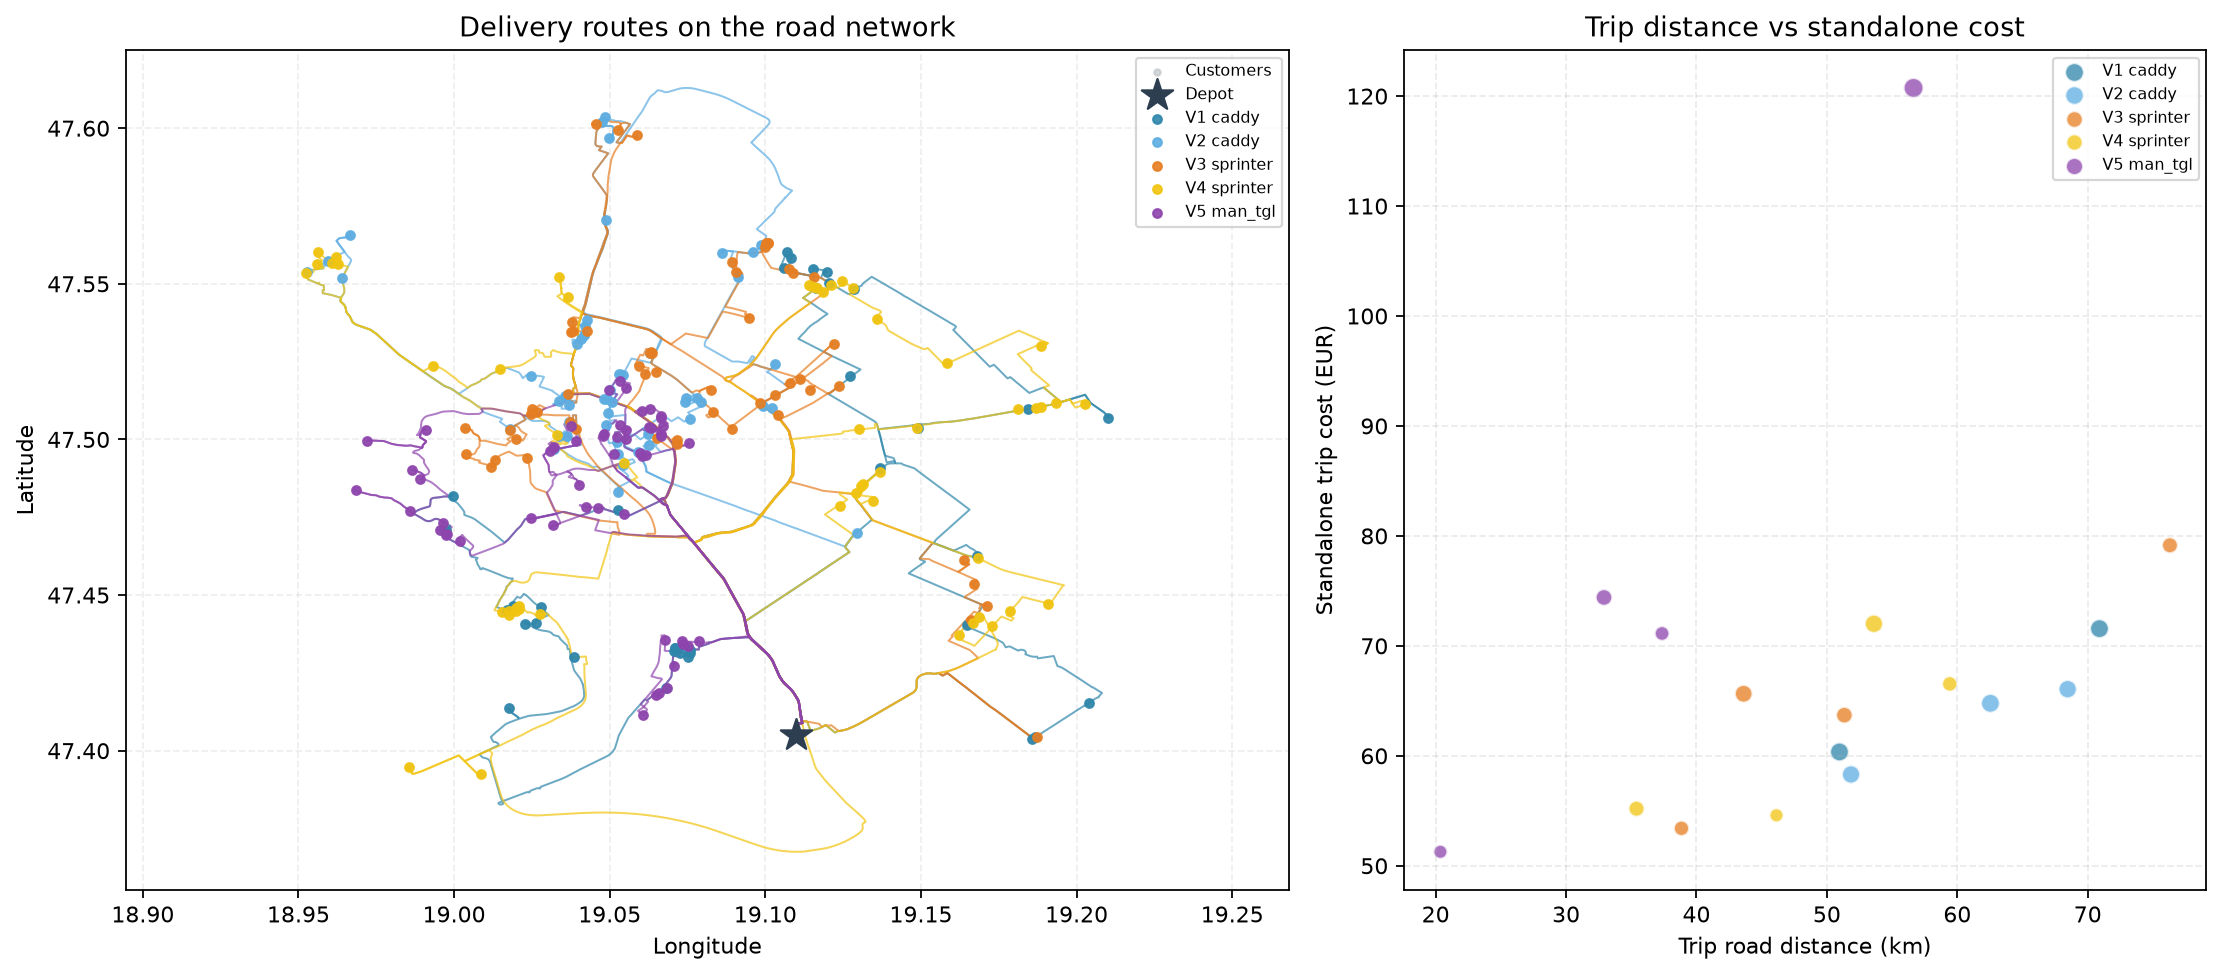 Delivery routes on the road network
Customers
Depot
V1 caddy
V2 caddy
V3 sprinter
V4 sprinter
V5 man_tgl
47.60
47.55
47.50
47.45
47.40
Latitude
18.90 18.95 19.00 19.05 19.10 19.15 19.20 19.25
Longitude
Trip distance vs standalone cost
V1 caddy
V2 caddy
V3 sprinter
V4 sprinter
V5 man_tgl
120
110
100
90
80
70
60
50
Standalone trip cost (EUR)
20 30 40 50 60 70
Trip road distance (km)